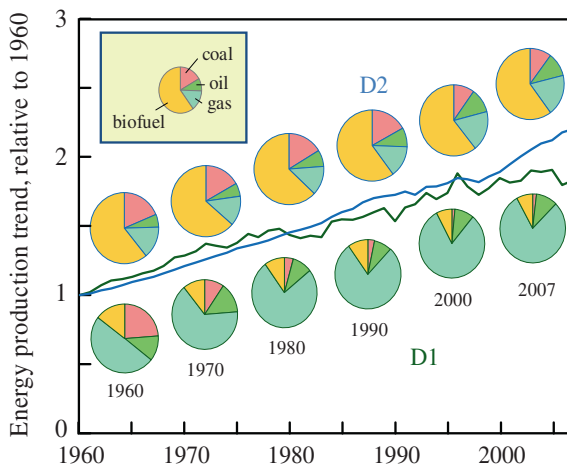 Energy production trend, relative to 1960
3
2
1
0
coal
oil
gas
biofuel
D2
1960
1970
1980
1990
2000
2007
D1
1960 1970 1980 1990 2000